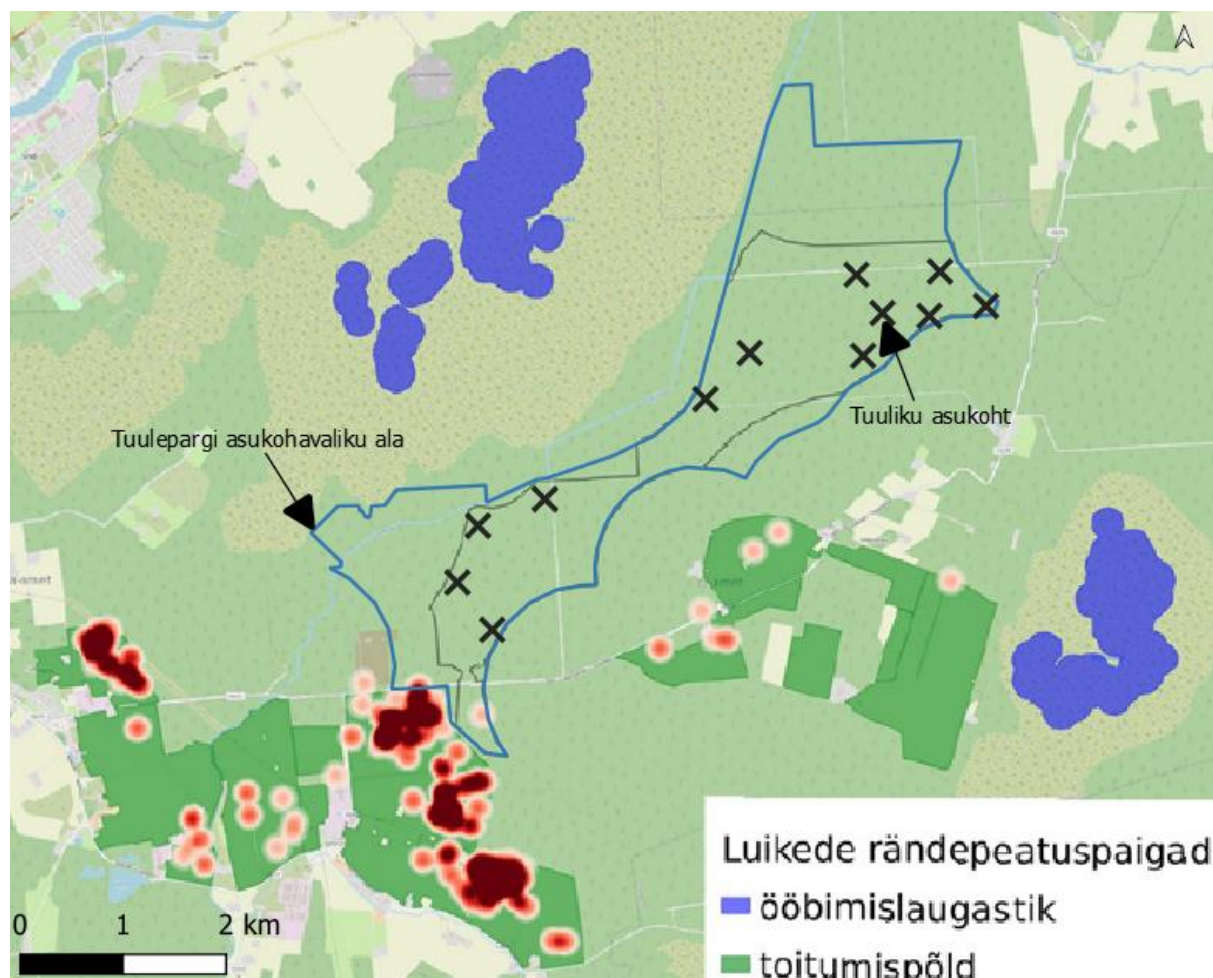 Tuulepargi asukohavaliku ala
Tuuliku asukoht
0 1 2 km
Luikede rändepeatuspaigad
ööbimislaugastik
toitumispõld